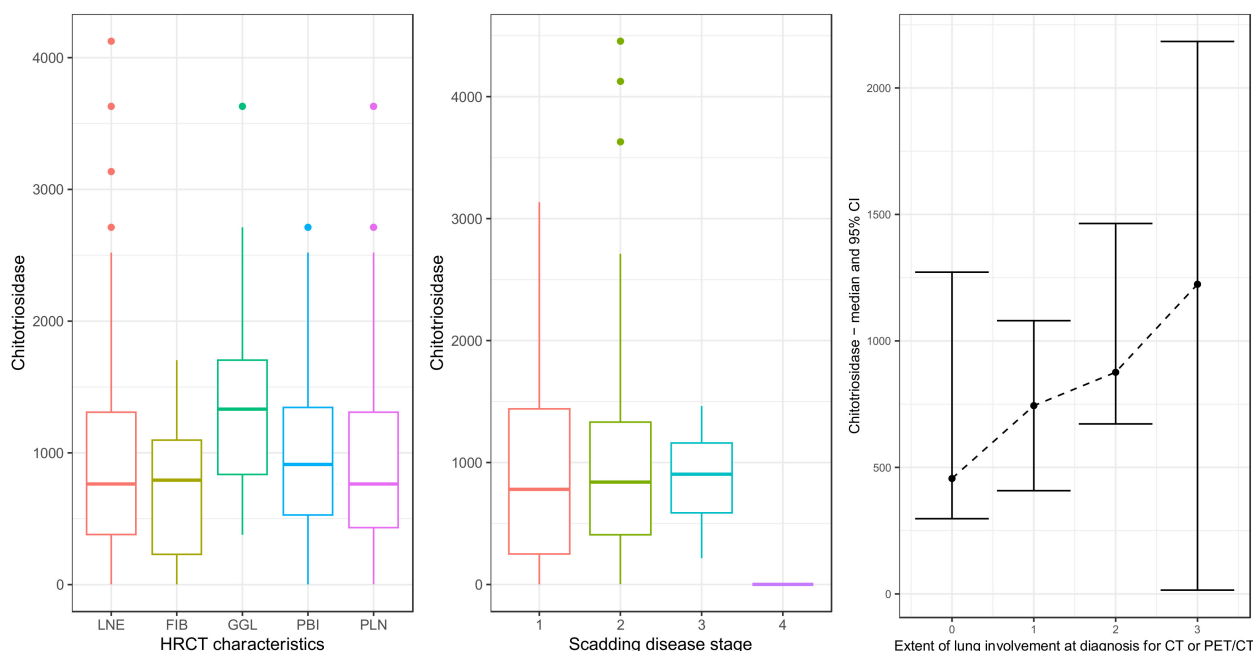 Chitotriosidase
4000
3000
2000
1000
0
LNE FIB GGL PBI PLN
HRCT characteristics
Chitotriosidase
4000
3000
2000
1000
0
1 2 3 4
Scadding disease stage
Chitotriosidase − median and 95% CI
2000
1500
1000
500
0
0 1 2 3
Extent of lung involvement at diagnosis for CT or PET/CT